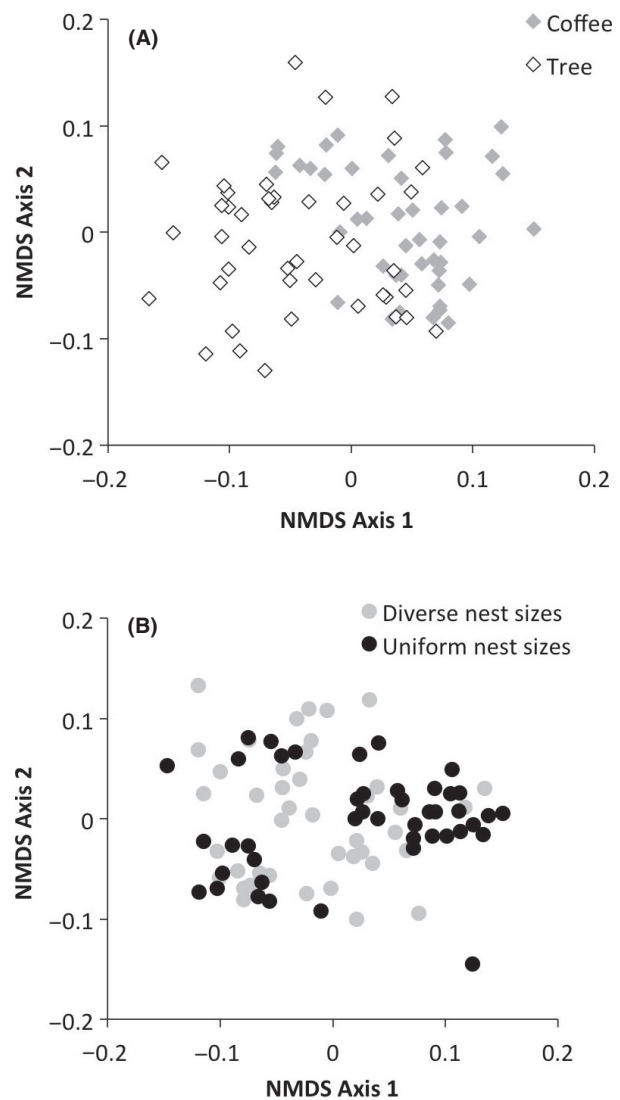 (A)
Coffee
Tree
0.2
0.1
0
−0.1
−0.2
NMDS Axis 2
−0.2 −0.1 0 0.1 0.2
NMDS Axis 1
(B)
Diverse nest sizes
Uniform nest sizes
0.2
0.1
0
−0.1
−0.2
NMDS Axis 2
−0.2 −0.1 0 0.1 0.2
NMDS Axis 1